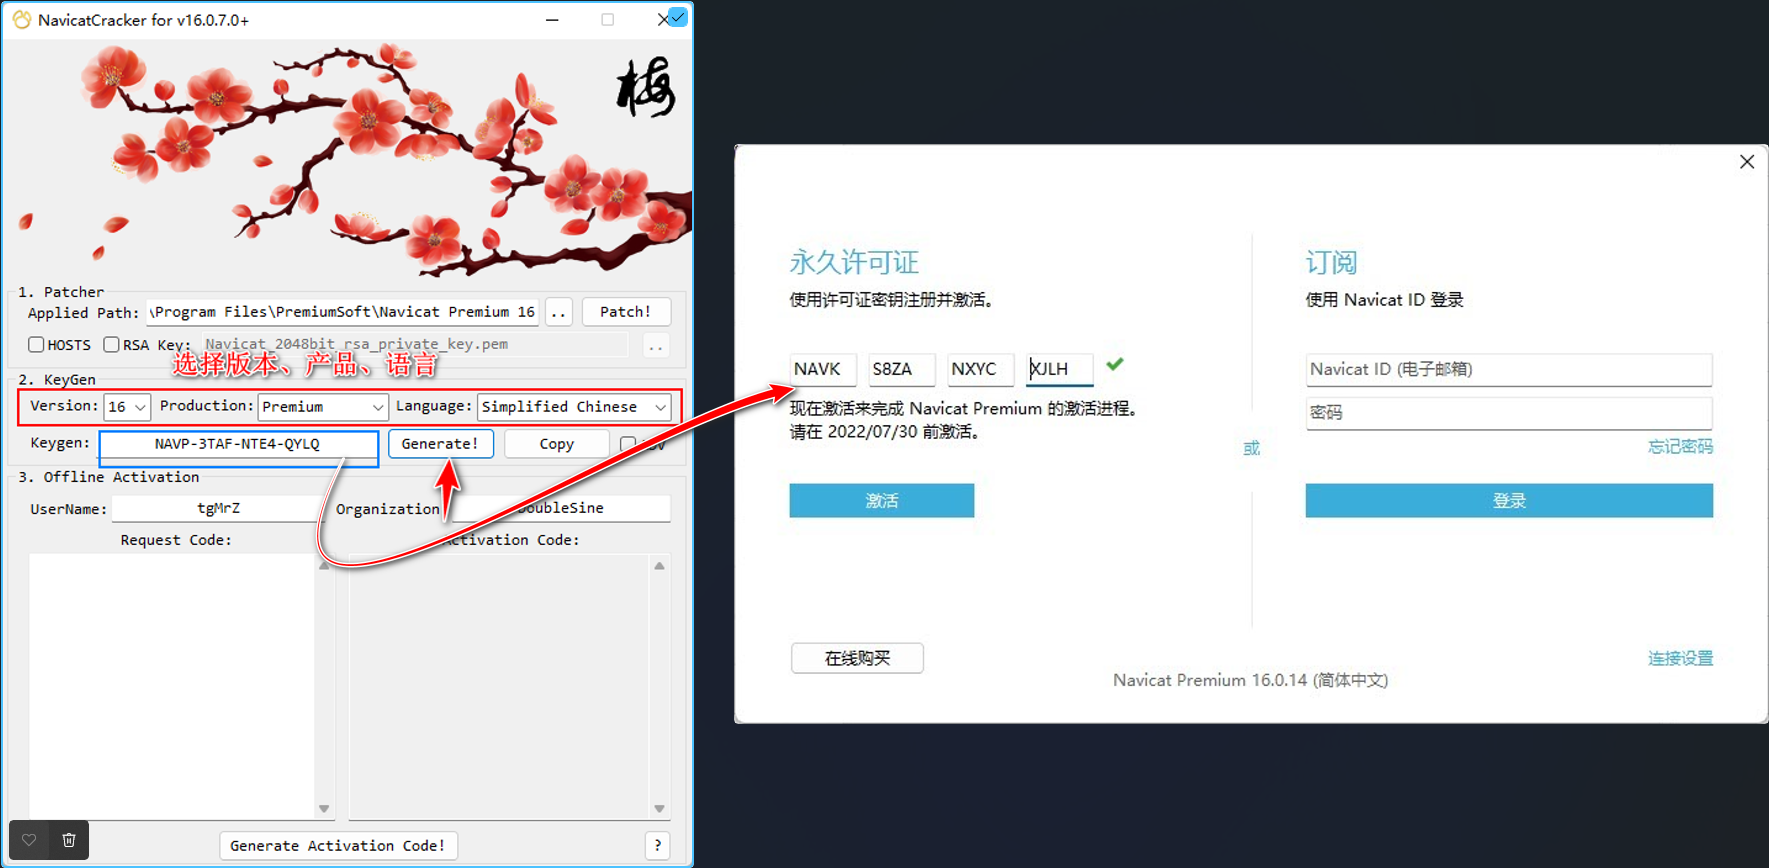 NavicatCracker for v16.0.7.0+
梅
1. Patcher
Applied Path: \Program Files\PremiumSoft\Navicat Premium 16 .. Patch!
HOSTS RSA Key: Navicat_2048bit_rsa_private_key.pem ..
选择版本、产品、语言
2. KeyGen
Version: 16 Production: Premium Language: Simplified Chinese
Keygen: NAVP-3TAF-NTE4-QYLQ Generate! Copy
3. Offline Activation
UserName: tgMrZ Organization DoubleSine
Request Code: Activation Code:
Generate Activation Code! ?
永久许可证
使用许可证密钥注册并激活。
NAVK S8ZA NXYC XJLH
现在激活来完成 Navicat Premium 的激活进程。
请在 2022/07/30 前激活。
激活
在线购买
或
订阅
使用 Navicat ID 登录
Navicat ID (电子邮箱)
密码
忘记密码
登录
连接设置
Navicat Premium 16.0.14 (简体中文)